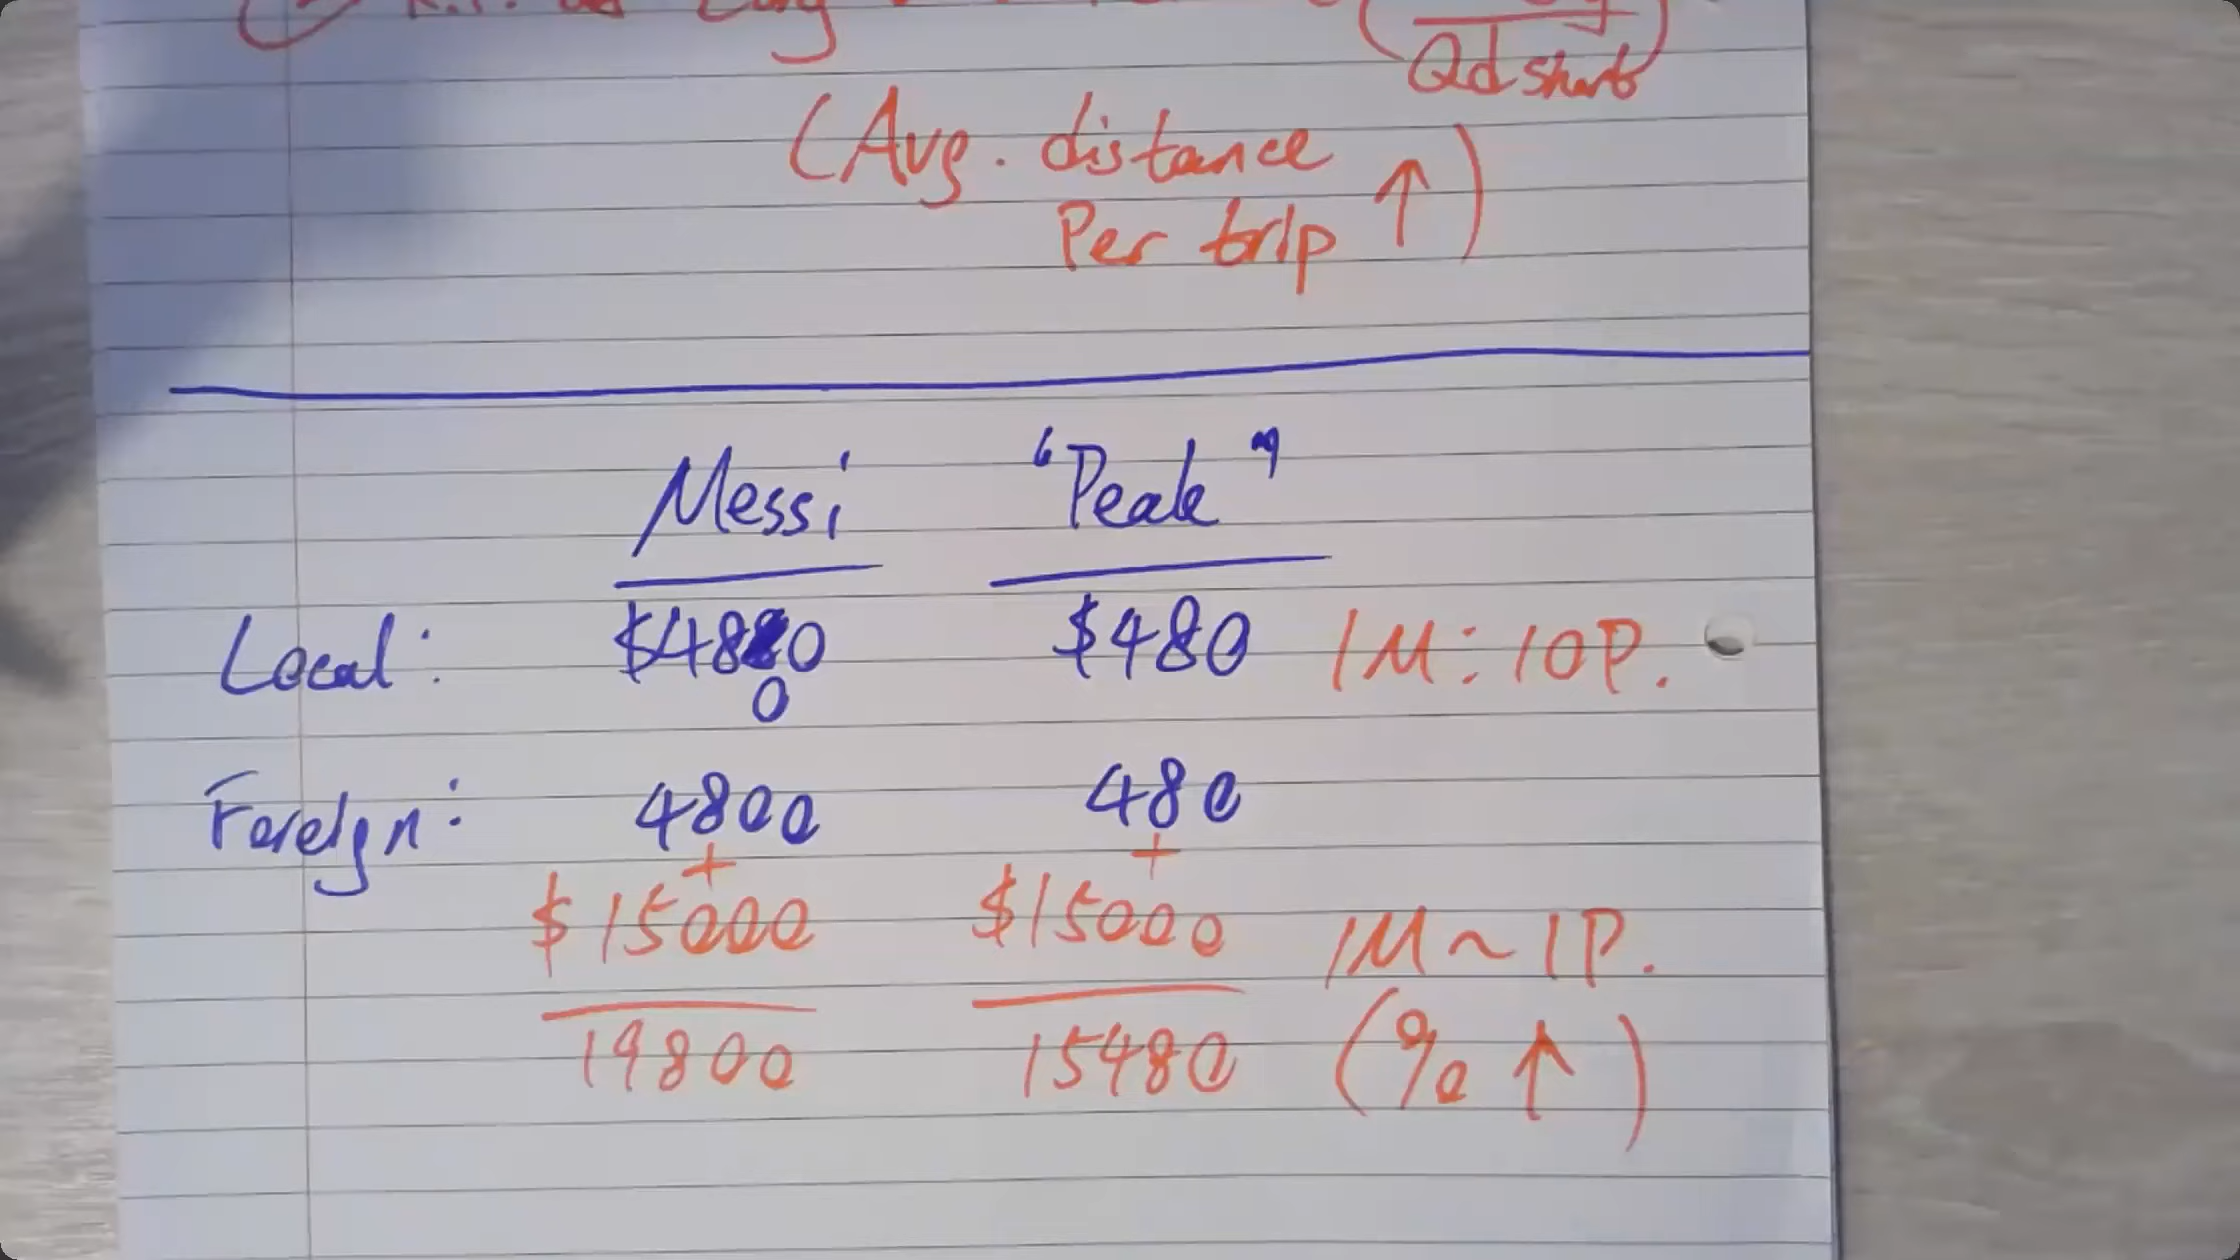 (Avg. distance
Per trip ↑)
Qd short
Messi "Peak"
Local: $4800 $480 1M: 10P.
Foreign: 4800 480
+ +
$15000 $15000 1M ~ 1P.
19800 15480 (% ↑)